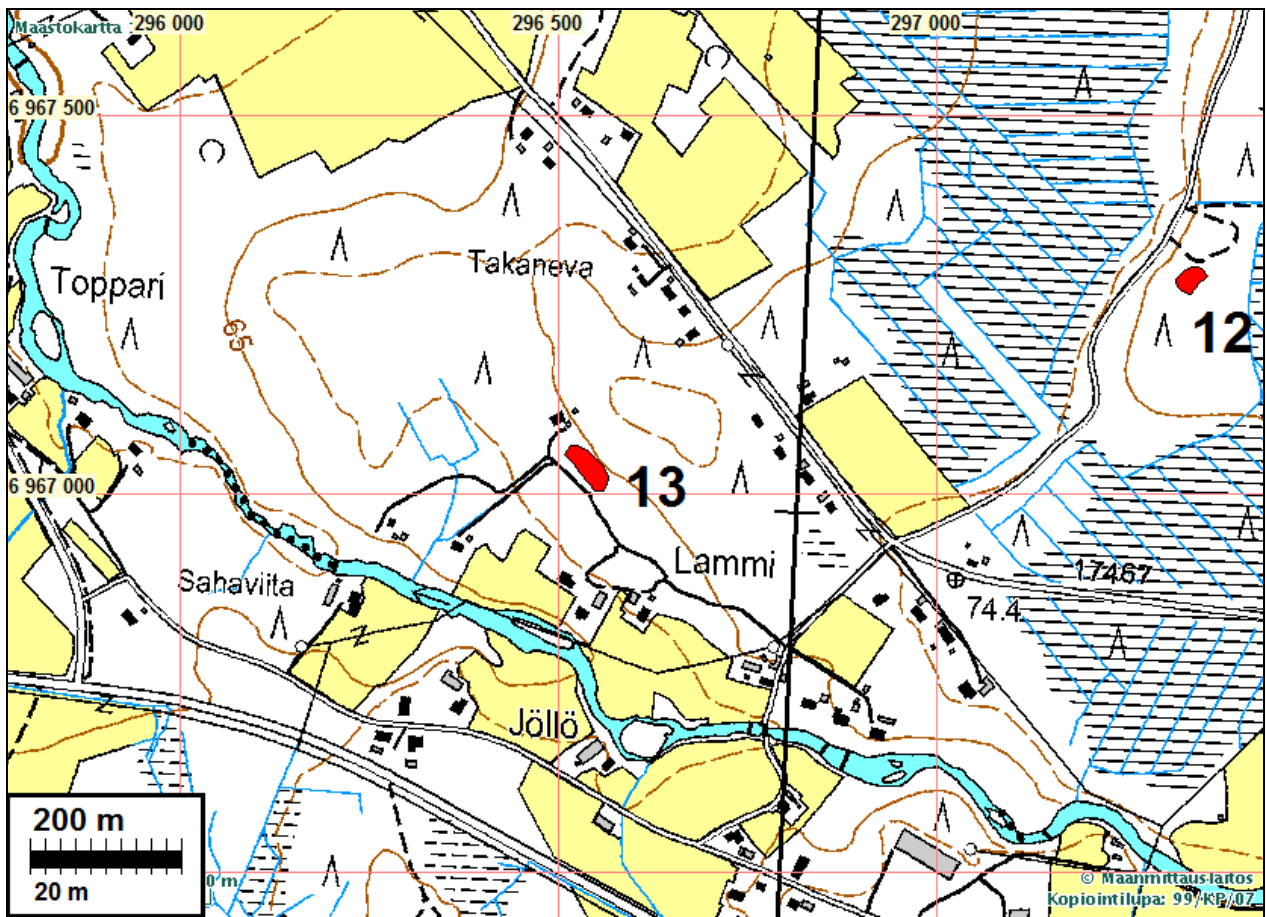 Maastokartta
296 000
296 500
297 000
6 967 500
Toppari
Takaneva
65
12
6 967 000
13
Lammi
Sahaviita
17467
74.4
Jöllö
200 m
20 m
0 m
© Maanmittauslaitos
Kopiointilupa: 99/KP/07